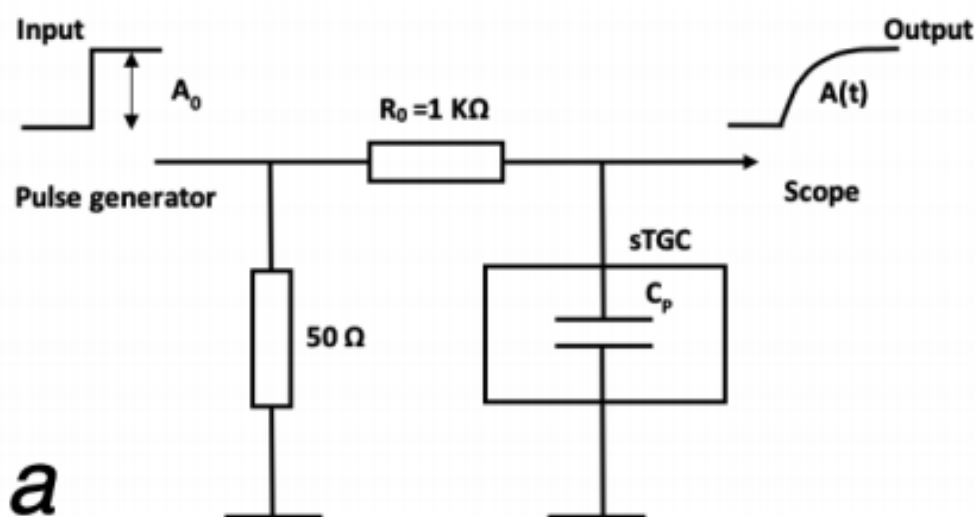 Input
Output
A₀
A(t)
R₀ =1 KΩ
Pulse generator
Scope
sTGC
Cₚ
50 Ω
a